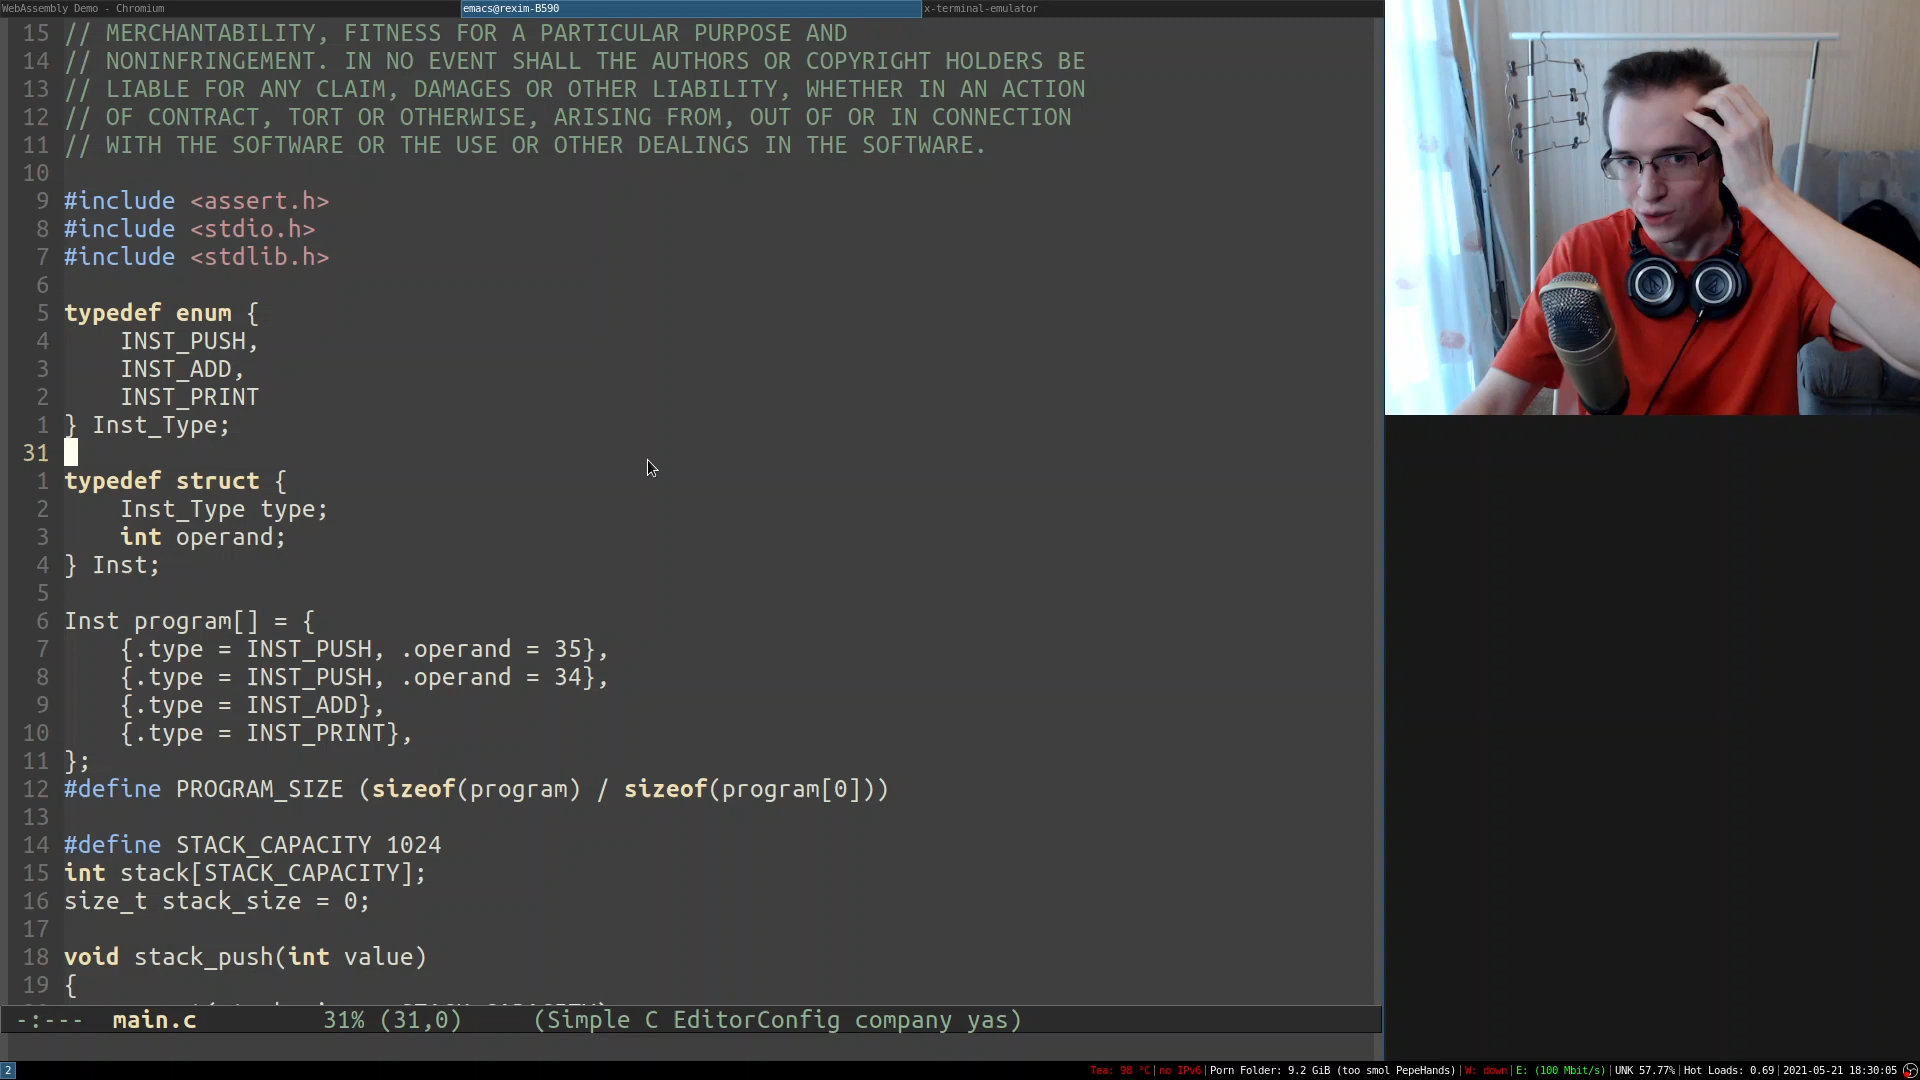 WebAssembly Demo - Chromium
emacs@rexim-B590
x-terminal-emulator
15 // MERCHANTABILITY, FITNESS FOR A PARTICULAR PURPOSE AND
14 // NONINFRINGEMENT. IN NO EVENT SHALL THE AUTHORS OR COPYRIGHT HOLDERS BE
13 // LIABLE FOR ANY CLAIM, DAMAGES OR OTHER LIABILITY, WHETHER IN AN ACTION
12 // OF CONTRACT, TORT OR OTHERWISE, ARISING FROM, OUT OF OR IN CONNECTION
11 // WITH THE SOFTWARE OR THE USE OR OTHER DEALINGS IN THE SOFTWARE.
10
9 #include <assert.h>
8 #include <stdio.h>
7 #include <stdlib.h>
6
5 typedef enum {
4 INST_PUSH,
3 INST_ADD,
2 INST_PRINT
1 } Inst_Type;
31
1 typedef struct {
2 Inst_Type type;
3 int operand;
4 } Inst;
5
6 Inst program[] = {
7 {.type = INST_PUSH, .operand = 35},
8 {.type = INST_PUSH, .operand = 34},
9 {.type = INST_ADD},
10 {.type = INST_PRINT},
11 };
12 #define PROGRAM_SIZE (sizeof(program) / sizeof(program[0]))
13
14 #define STACK_CAPACITY 1024
15 int stack[STACK_CAPACITY];
16 size_t stack_size = 0;
17
18 void stack_push(int value)
19 {
-:--- main.c 31% (31,0) (Simple C EditorConfig company yas)
2
Tea: 98 °C|no IPv6|Porn Folder: 9.2 GiB (too smol PepeHands)|W: down|E: (100 Mbit/s)|UNK 57.77%|Hot Loads: 0.69|2021-05-21 18:30:05